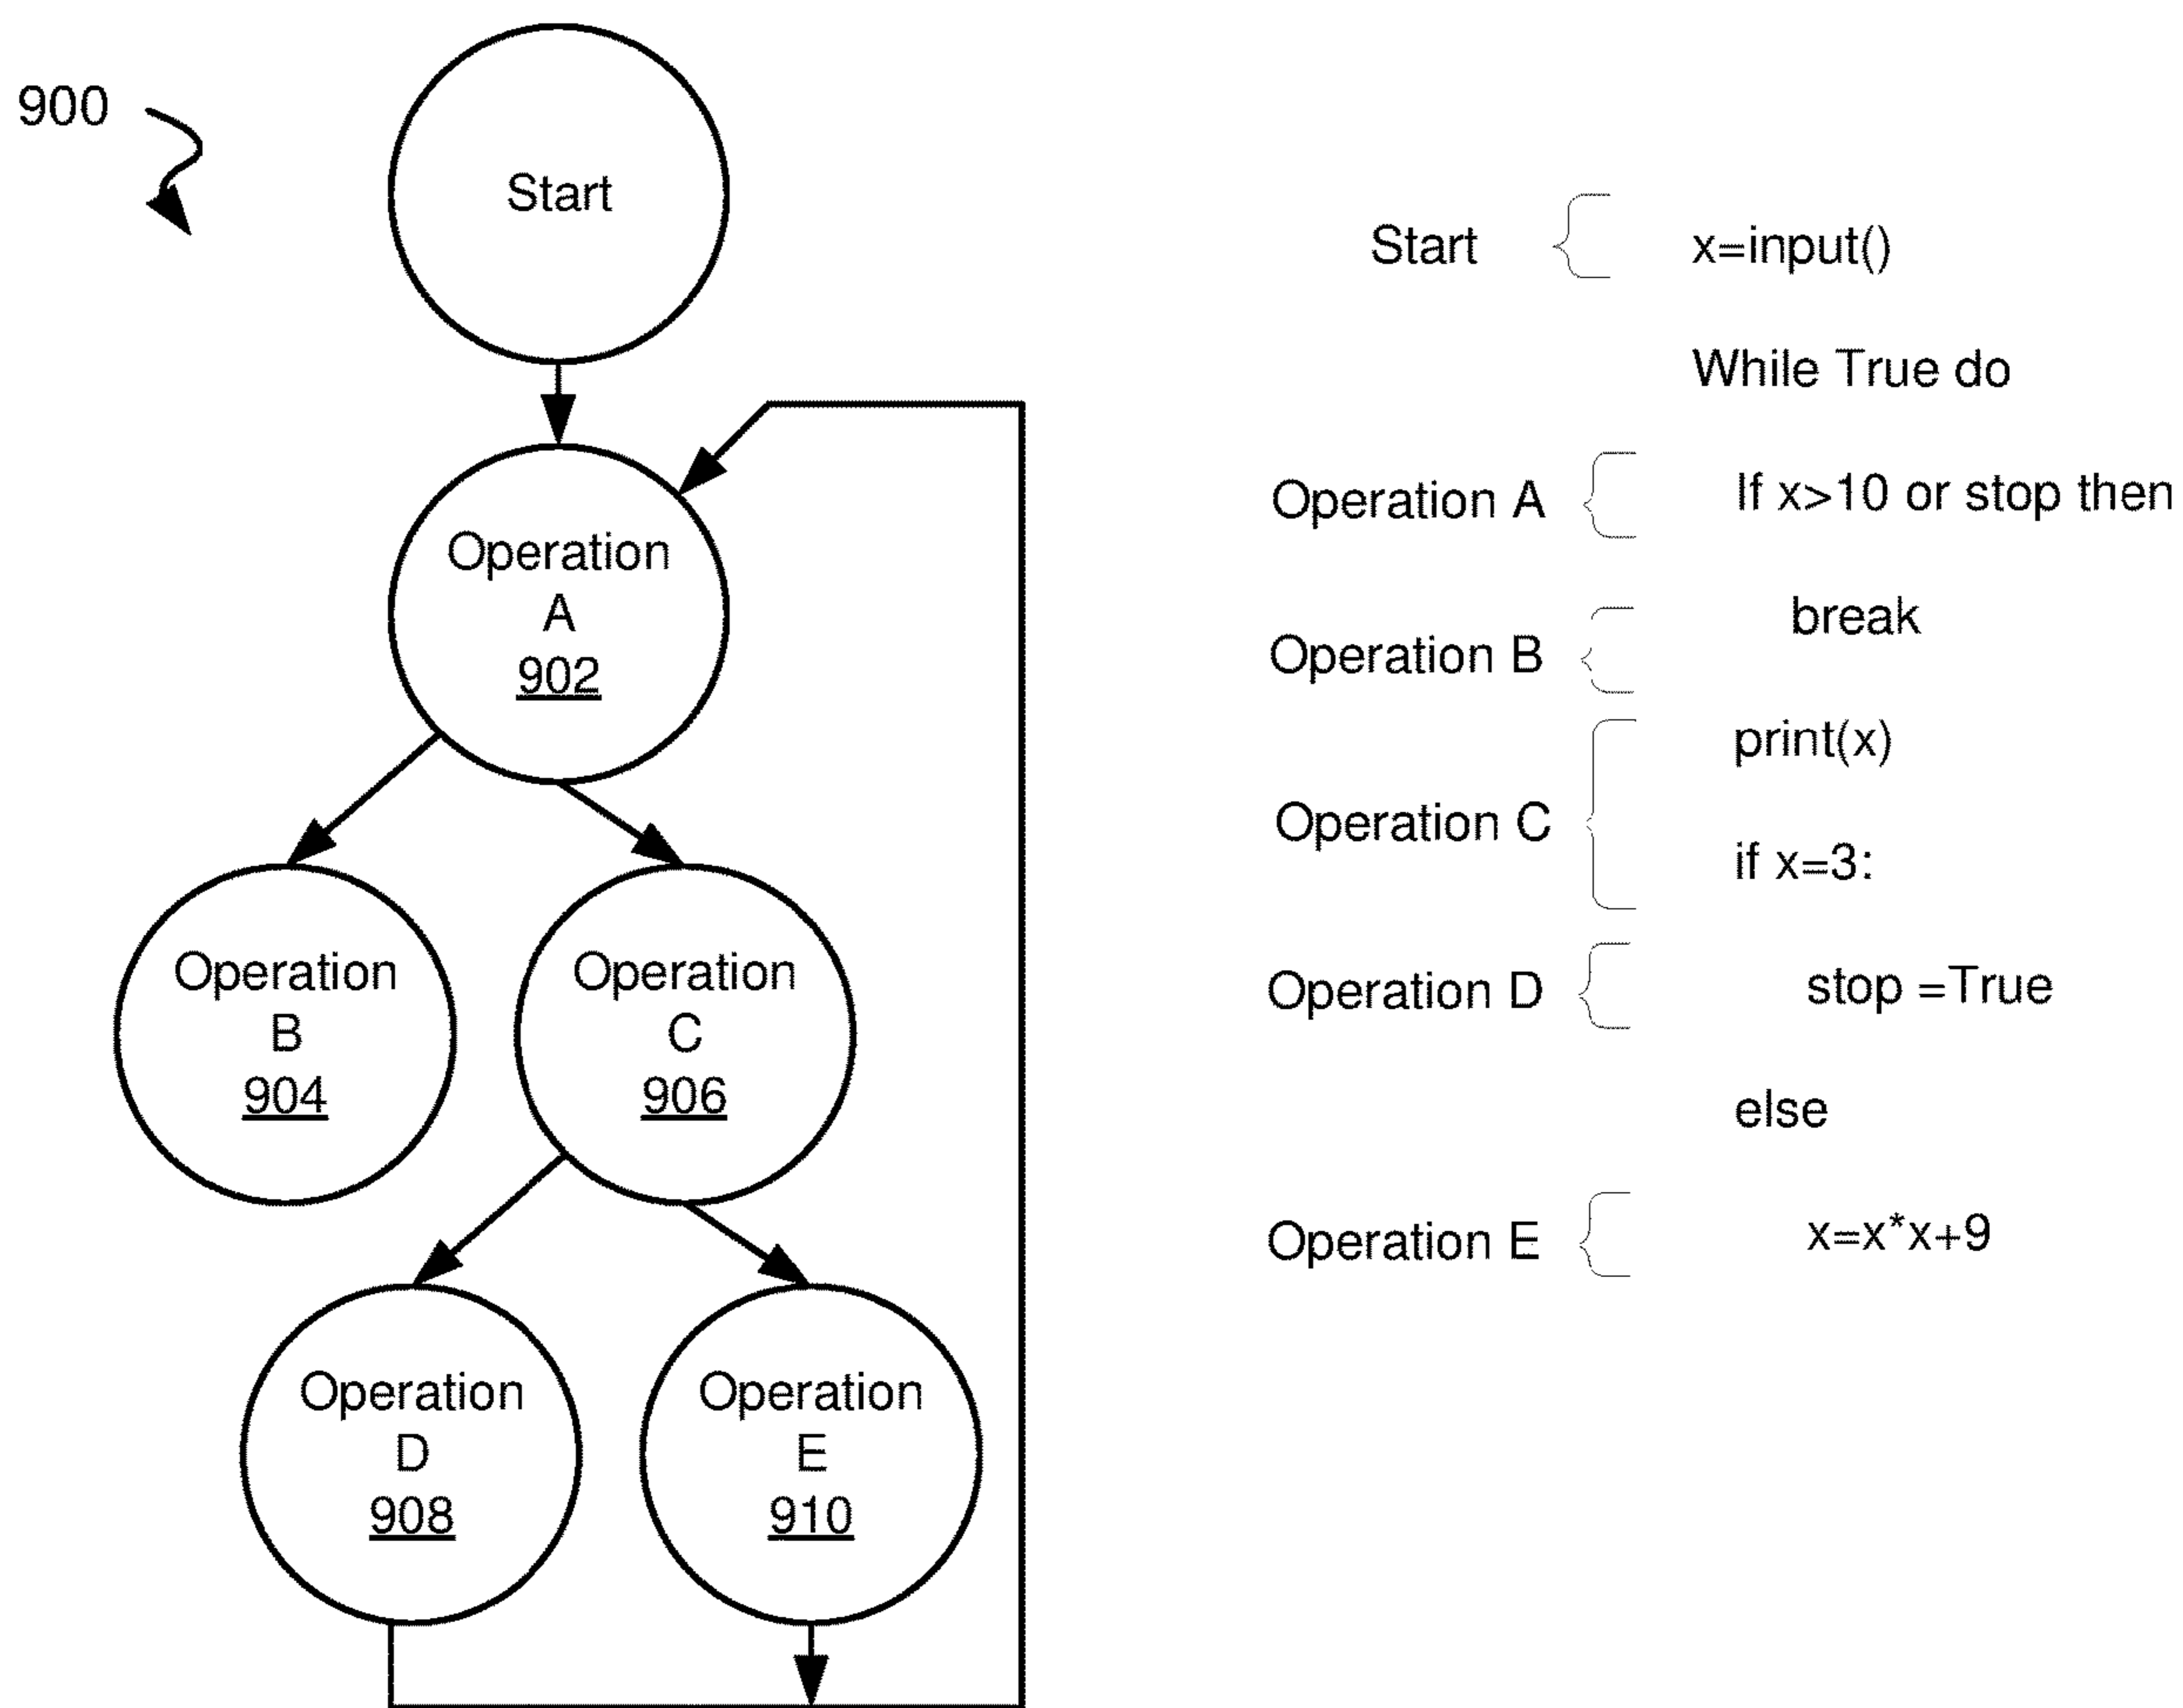 900
Start
Operation
A
902
Operation
B
904
Operation
C
906
Operation
D
908
Operation
E
910
Start x=input()
While True do
Operation A If x>10 or stop then
Operation B break
Operation C print(x)
if x=3:
Operation D stop =True
else
Operation E x=x*x+9